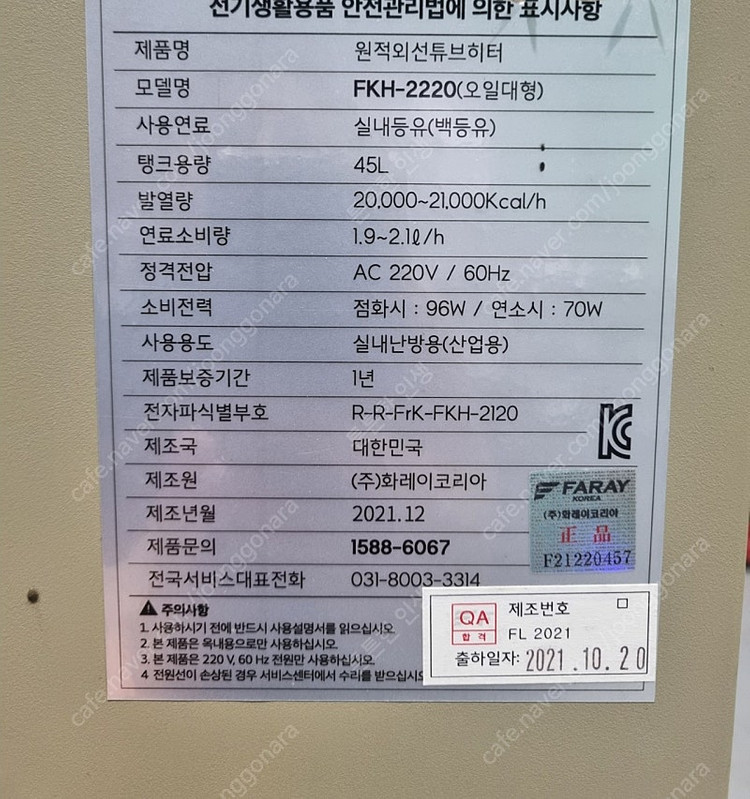 전기생활용품 안전관리법에 의한 표시사항
제품명 원적외선튜브히터
모델명 FKH-2220(오일대형)
사용연료 실내등유(백등유)
탱크용량 45L
발열량 20,000~21,000Kcal/h
연료소비량 1.9~2.1ℓ/h
정격전압 AC 220V / 60Hz
소비전력 점화시 : 96W / 연소시 : 70W
사용용도 실내난방용(산업용)
제품보증기간 1년
전자파식별부호 R-R-FrK-FKH-2120
제조국 대한민국
제조원 (주)화레이코리아
제조년월 2021.12
제품문의 1588-6067
전국서비스대표전화 031-8003-3314
FARAY
KOREA
(주)화레이코리아
正品
F21220457
주의사항
1. 사용하시기 전에 반드시 사용설명서를 읽으십시오.
2. 본 제품은 옥내용으로만 사용하십시오.
3. 본 제품은 220 V, 60 Hz 전원만 사용하십시오.
4 전원선이 손상된 경우 서비스센터에서 수리를 받으십시오
QA
합격
제조번호
FL 2021
출하일자: 2021.10.20
cafe.naver.com/joonggonara